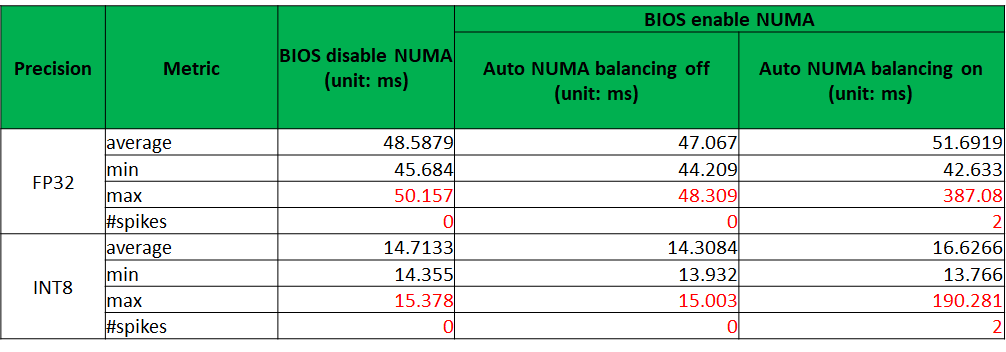 BIOS enable NUMA
Precision Metric BIOS disable NUMA (unit: ms) Auto NUMA balancing off (unit: ms) Auto NUMA balancing on (unit: ms)
FP32
average 48.5879 47.067 51.6919
min 45.684 44.209 42.633
max 50.157 48.309 387.08
#spikes 0 0 2
INT8
average 14.7133 14.3084 16.6266
min 14.355 13.932 13.766
max 15.378 15.003 190.281
#spikes 0 0 2